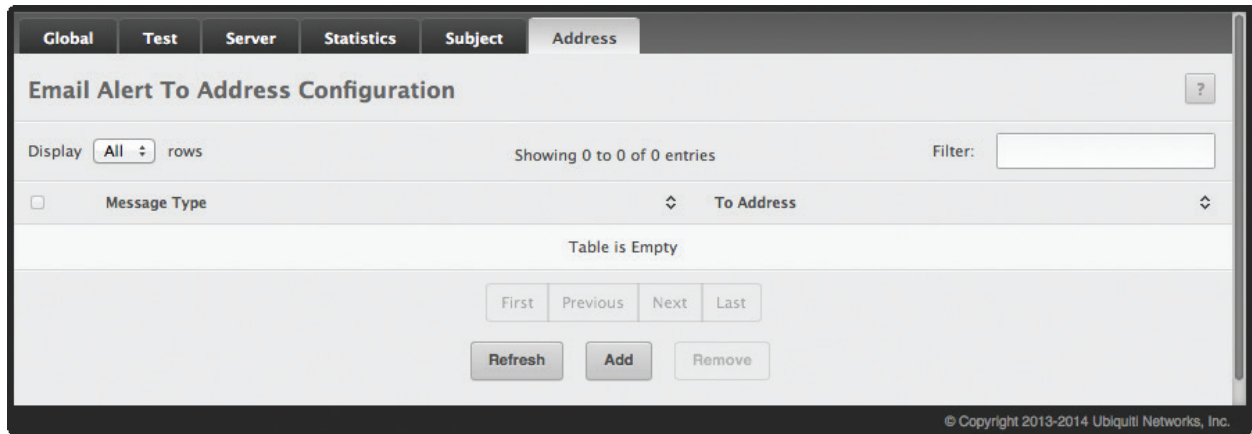 Global Test Server Statistics Subject Address
Email Alert To Address Configuration
?
Display All rows Showing 0 to 0 of 0 entries Filter:
Message Type To Address
Table is Empty
First Previous Next Last
Refresh Add Remove
© Copyright 2013-2014 Ubiquiti Networks, Inc.